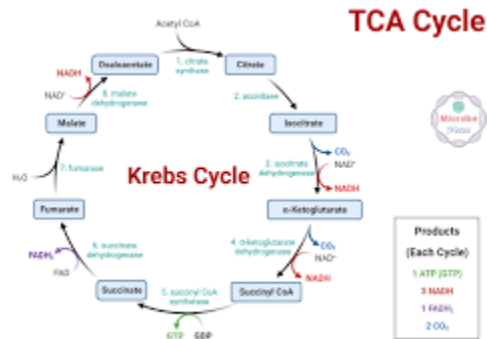 TCA Cycle
Acetyl CoA
Oxaloacetate
1. citrate
synthase
Citrate
NADH
NAD⁺
8. malate
dehydrogenase
2. aconitase
Malate
Isocitrate
Microbe
Notes
CO₂
NAD⁺
3. isocitrate
dehydrogenase
NADH
7. fumarase
H₂O
Krebs Cycle
Fumarate
α-Ketoglutarate
Products
(Each Cycle)
1 ATP (GTP)
3 NADH
1 FADH₂
2 CO₂
6. succinate
dehydrogenase
FADH₂
FAD
4. α-ketoglutarate
dehydrogenase
CO₂
NAD⁺
NADH
Succinate
5. succinyl CoA
synthetase
Succinyl CoA
GTP
GDP